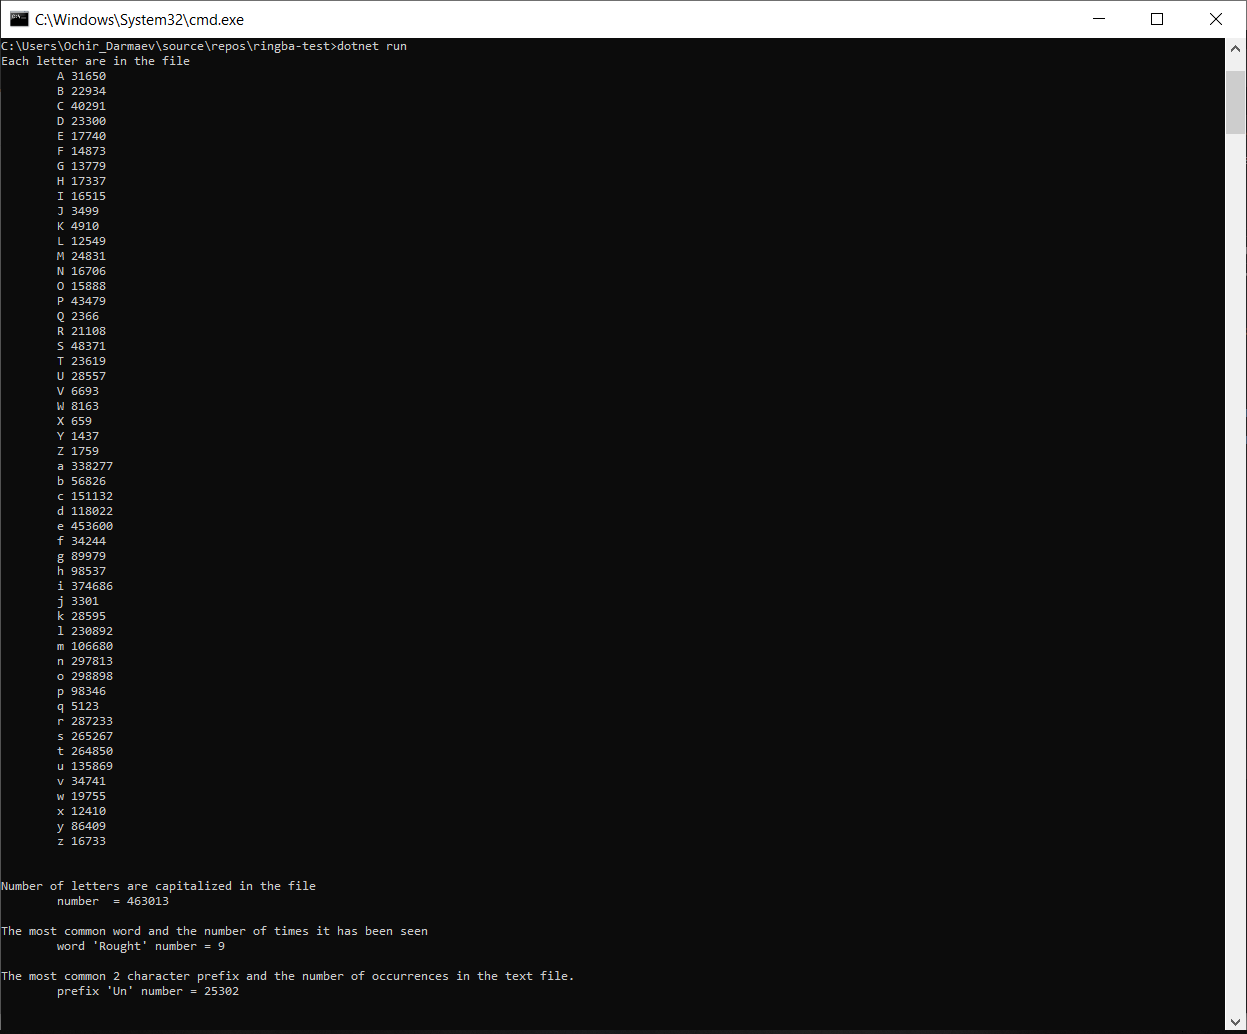 C:\Windows\System32\cmd.exe
C:\Users\Ochir_Darmaev\source\repos\ringba-test>dotnet run
Each letter are in the file
A 31650
B 22934
C 40291
D 23300
E 17740
F 14873
G 13779
H 17337
I 16515
J 3499
K 4910
L 12549
M 24831
N 16706
O 15888
P 43479
Q 2366
R 21108
S 48371
T 23619
U 28557
V 6693
W 8163
X 659
Y 1437
Z 1759
a 338277
b 56826
c 151132
d 118022
e 453600
f 34244
g 89979
h 98537
i 374686
j 3301
k 28595
l 230892
m 106680
n 297813
o 298898
p 98346
q 5123
r 287233
s 265267
t 264850
u 135869
v 34741
w 19755
x 12410
y 86409
z 16733
Number of letters are capitalized in the file
number  = 463013
The most common word and the number of times it has been seen
word 'Rought' number = 9
The most common 2 character prefix and the number of occurrences in the text file.
prefix 'Un' number = 25302